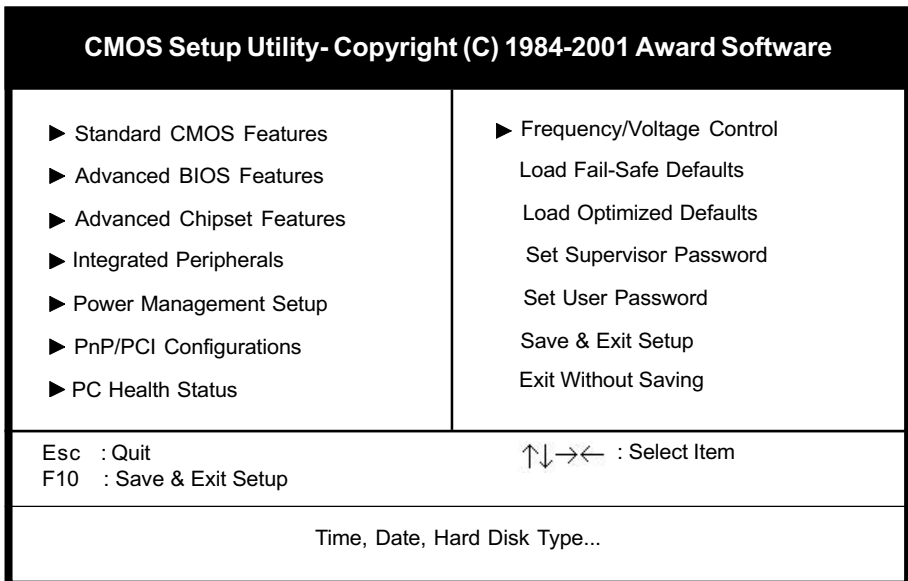 CMOS Setup Utility- Copyright (C) 1984-2001 Award Software
▶ Standard CMOS Features
▶ Advanced BIOS Features
▶ Advanced Chipset Features
▶ Integrated Peripherals
▶ Power Management Setup
▶ PnP/PCI Configurations
▶ PC Health Status
▶ Frequency/Voltage Control
Load Fail-Safe Defaults
Load Optimized Defaults
Set Supervisor Password
Set User Password
Save & Exit Setup
Exit Without Saving
Esc : Quit
F10 : Save & Exit Setup
↑↓→← : Select Item
Time, Date, Hard Disk Type...